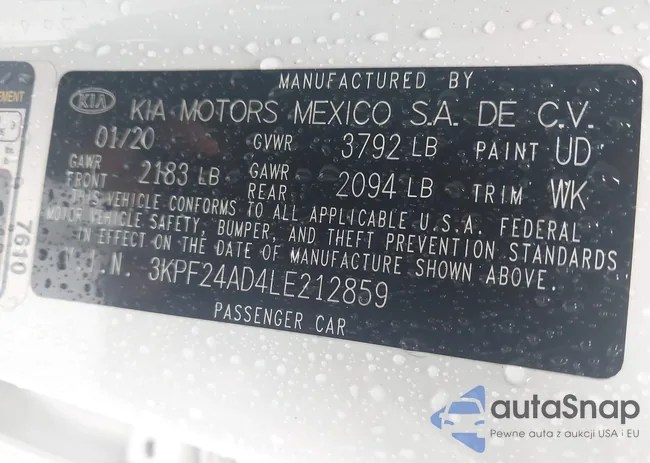 MANUFACTURED BY
KIA KIA MOTORS MEXICO S.A. DE C.V.
01/20 GVWR 3792 LB PAINT UD
GAWR FRONT 2183 LB GAWR REAR 2094 LB TRIM WK
THIS VEHICLE CONFORMS TO ALL APPLICABLE U.S.A. FEDERAL
MOTOR VEHICLE SAFETY, BUMPER, AND THEFT PREVENTION STANDARDS
IN EFFECT ON THE DATE OF MANUFACTURE SHOWN ABOVE.
V.I.N. 3KPF24AD4LE212859
PASSENGER CAR
7610
autaSnap
Pewne auta z aukcji USA i EU